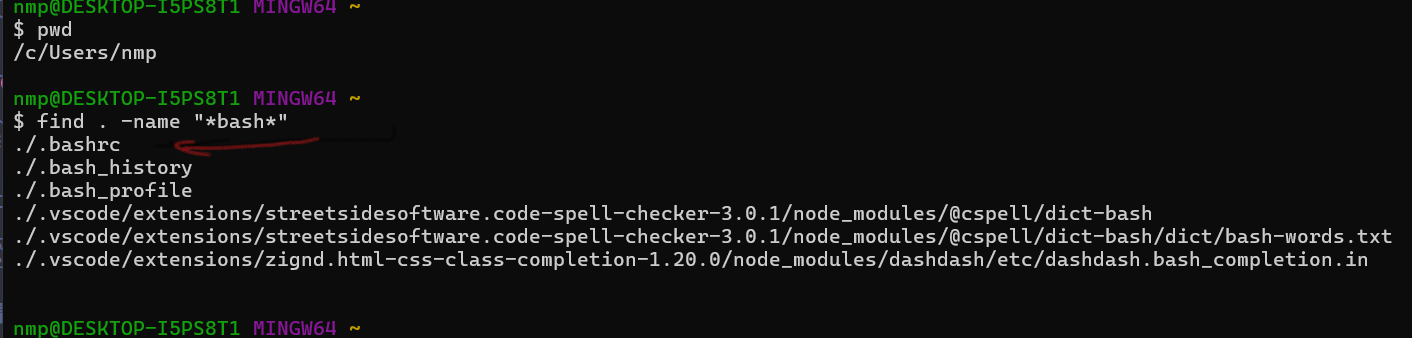 nmp@DESKTOP-I5PS8T1 MINGW64 ~
$ pwd
/c/Users/nmp
nmp@DESKTOP-I5PS8T1 MINGW64 ~
$ find . -name "*bash*"
./.bashrc
./.bash_history
./.bash_profile
./.vscode/extensions/streetsidesoftware.code-spell-checker-3.0.1/node_modules/@cspell/dict-bash
./.vscode/extensions/streetsidesoftware.code-spell-checker-3.0.1/node_modules/@cspell/dict-bash/dict/bash-words.txt
./.vscode/extensions/zignd.html-css-class-completion-1.20.0/node_modules/dashdash/etc/dashdash.bash_completion.in
nmp@DESKTOP-I5PS8T1 MINGW64 ~